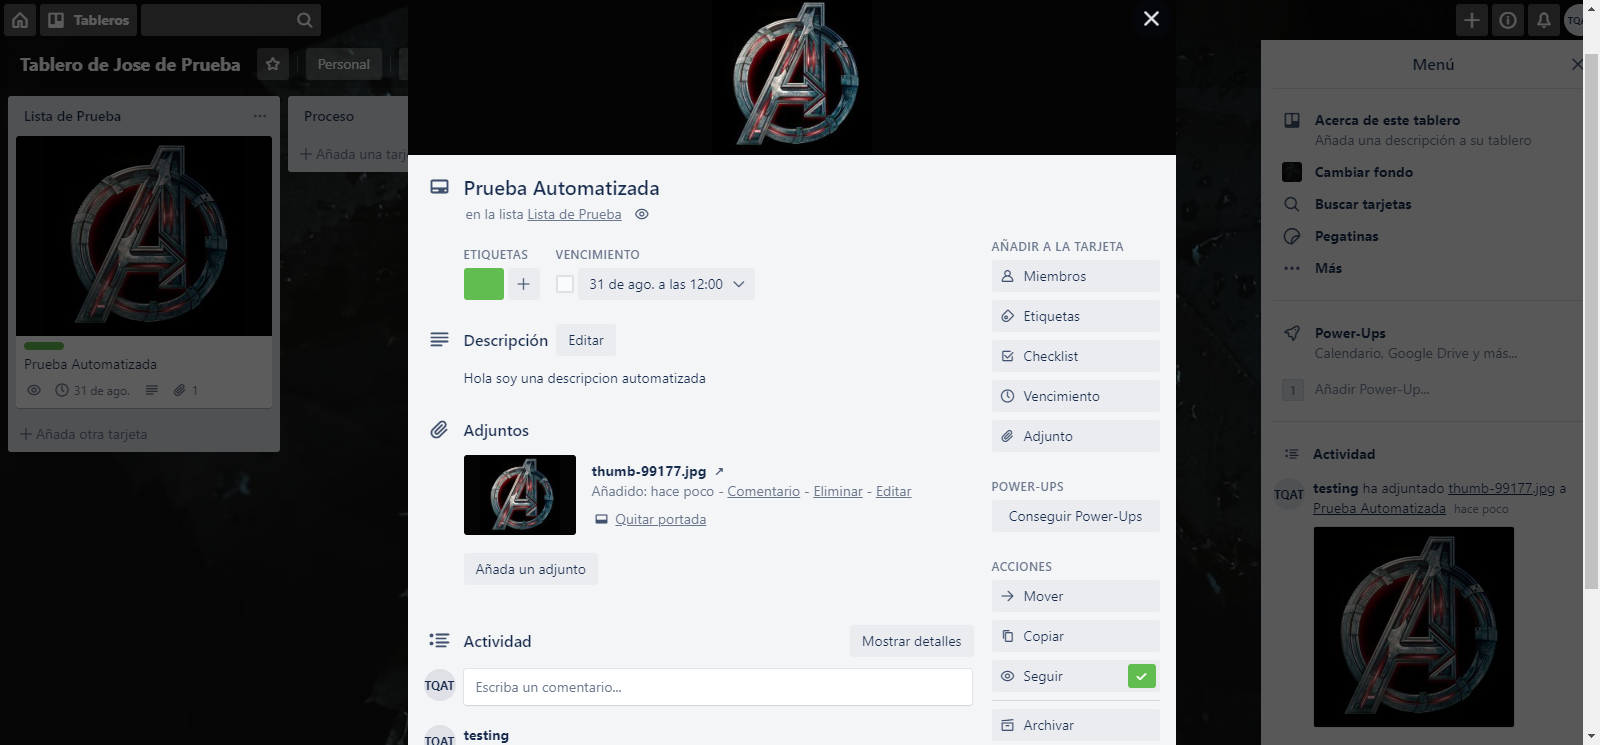 Tableros
TQA
Tablero de Jose de Prueba
Personal
Lista de Prueba
Prueba Automatizada
31 de ago.
1
+ Añada otra tarjeta
Proceso
+ Añada una tarj
Prueba Automatizada
en la lista Lista de Prueba
ETIQUETAS
VENCIMIENTO
31 de ago. a las 12:00
Descripción
Editar
Hola soy una descripcion automatizada
Adjuntos
thumb-99177.jpg
Añadido: hace poco - Comentario - Eliminar - Editar
Quitar portada
Añada un adjunto
Actividad
Mostrar detalles
TQAT
Escriba un comentario...
TQAT
testing
AÑADIR A LA TARJETA
Miembros
Etiquetas
Checklist
Vencimiento
Adjunto
POWER-UPS
Conseguir Power-Ups
ACCIONES
Mover
Copiar
Seguir
Archivar
Menú
Acerca de este tablero
Añada una descripción a su tablero
Cambiar fondo
Buscar tarjetas
Pegatinas
Más
Power-Ups
Calendario, Google Drive y más...
1
Añadir Power-Up...
Actividad
TQAT
testing ha adjuntado thumb-99177.jpg a
Prueba Automatizada hace poco